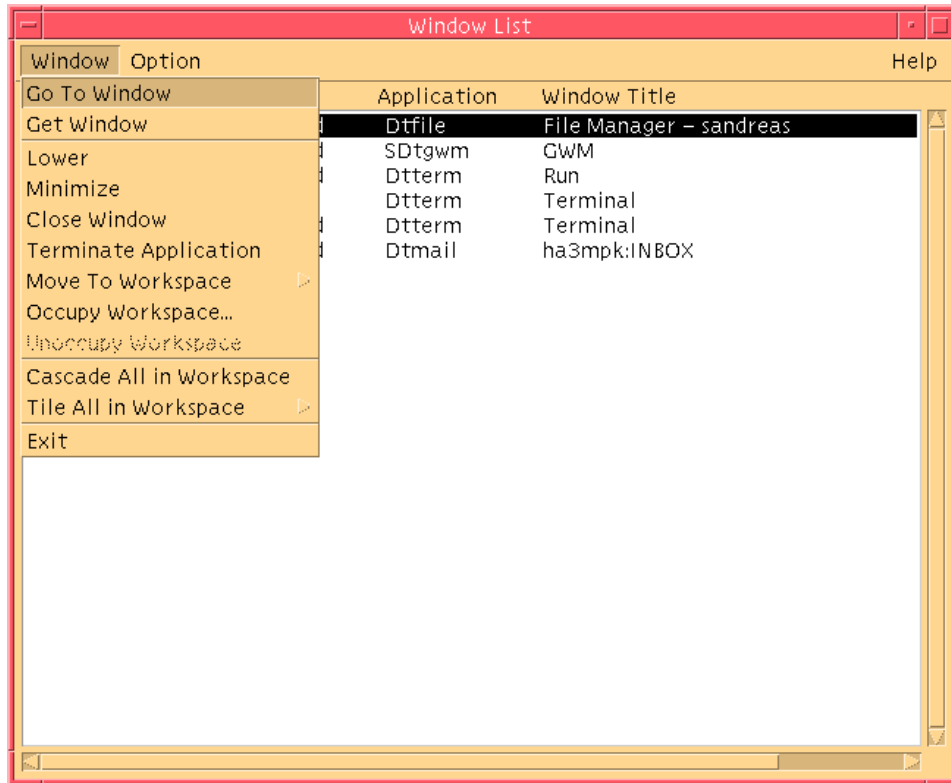 Window List
Window Option Help
Go To Window
Get Window
Lower
Minimize
Close Window
Terminate Application
Move To Workspace
Occupy Workspace...
Unoccupy Workspace
Cascade All in Workspace
Tile All in Workspace
Exit
Application Window Title
Dtfile File Manager – sandreas
SDtgwm GWM
Dtterm Run
Dtterm Terminal
Dtterm Terminal
Dtmail ha3mpk:INBOX